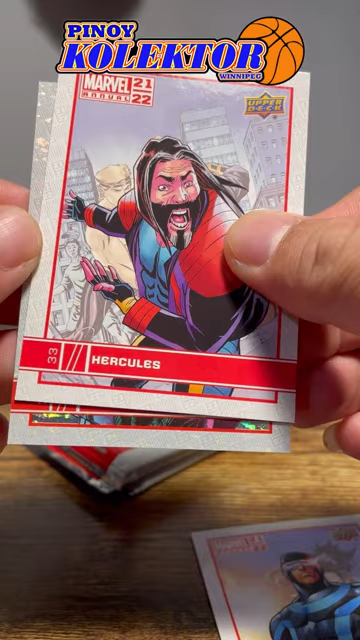 PINOY
KOLEKTOR
WINNIPEG
MARVEL 21
ANNUAL 22
UPPER
DECK
33
HERCULES